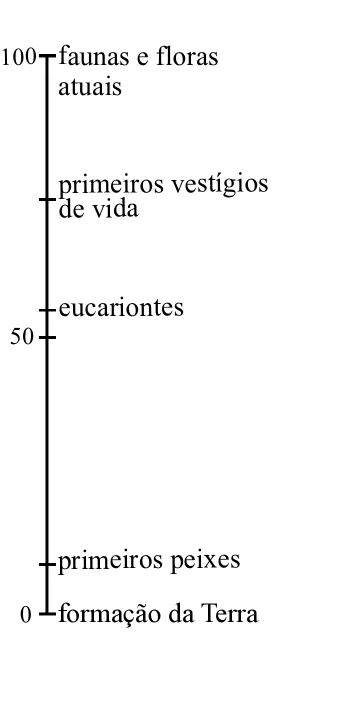 100 faunas e floras
atuais
primeiros vestígios
de vida
eucariontes
50
primeiros peixes
0 formação da Terra